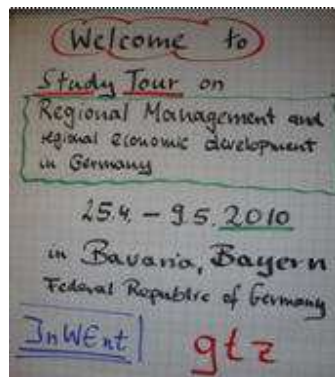 Welcome to
Study Tour on
Regional Management and
regional economic development
in Germany
25.4. – 9.5. 2010
in Bavaria, Bayern
Federal Republic of Germany
InWEnt
gtz